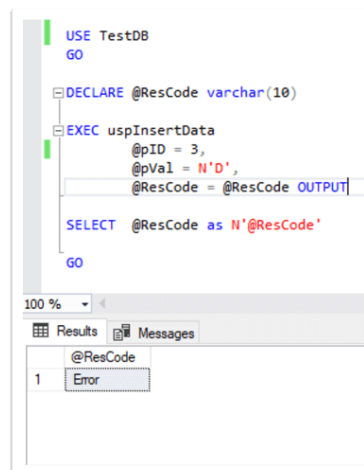 USE TestDB
GO
DECLARE @ResCode varchar(10)
EXEC uspInsertData
@pID = 3,
@pVal = N'D',
@ResCode = @ResCode OUTPUT
SELECT @ResCode as N'@ResCode'
GO
100 %
Results Messages
@ResCode
1 Error